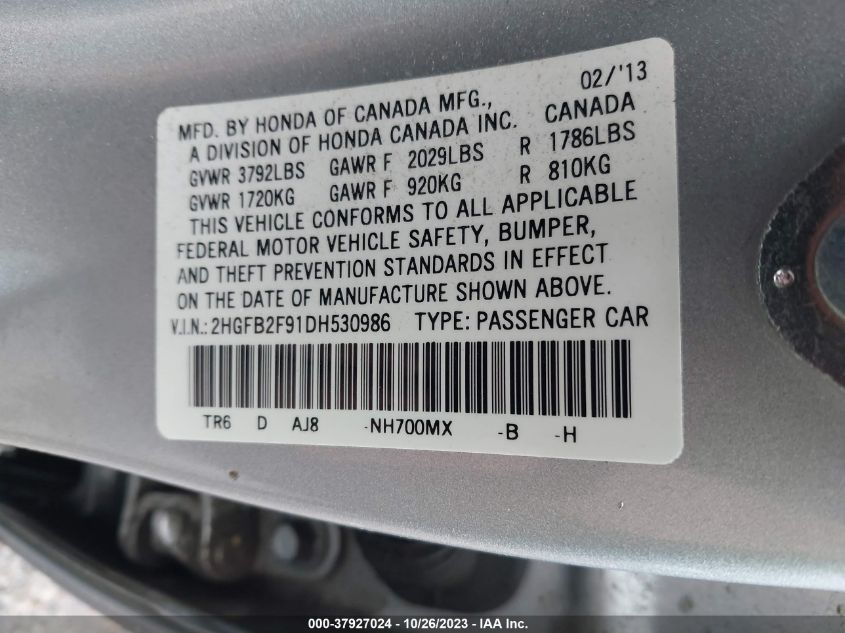 02/'13
MFD. BY HONDA OF CANADA MFG.,
A DIVISION OF HONDA CANADA INC. CANADA
GVWR 3792LBS GAWR F 2029LBS R 1786LBS
GVWR 1720KG GAWR F 920KG R 810KG
THIS VEHICLE CONFORMS TO ALL APPLICABLE
FEDERAL MOTOR VEHICLE SAFETY, BUMPER,
AND THEFT PREVENTION STANDARDS IN EFFECT
ON THE DATE OF MANUFACTURE SHOWN ABOVE.
V.I.N.:2HGFB2F91DH530986 TYPE: PASSENGER CAR
TR6 D AJ8 -NH700MX -B -H
000-37927024 - 10/26/2023 - IAA Inc.